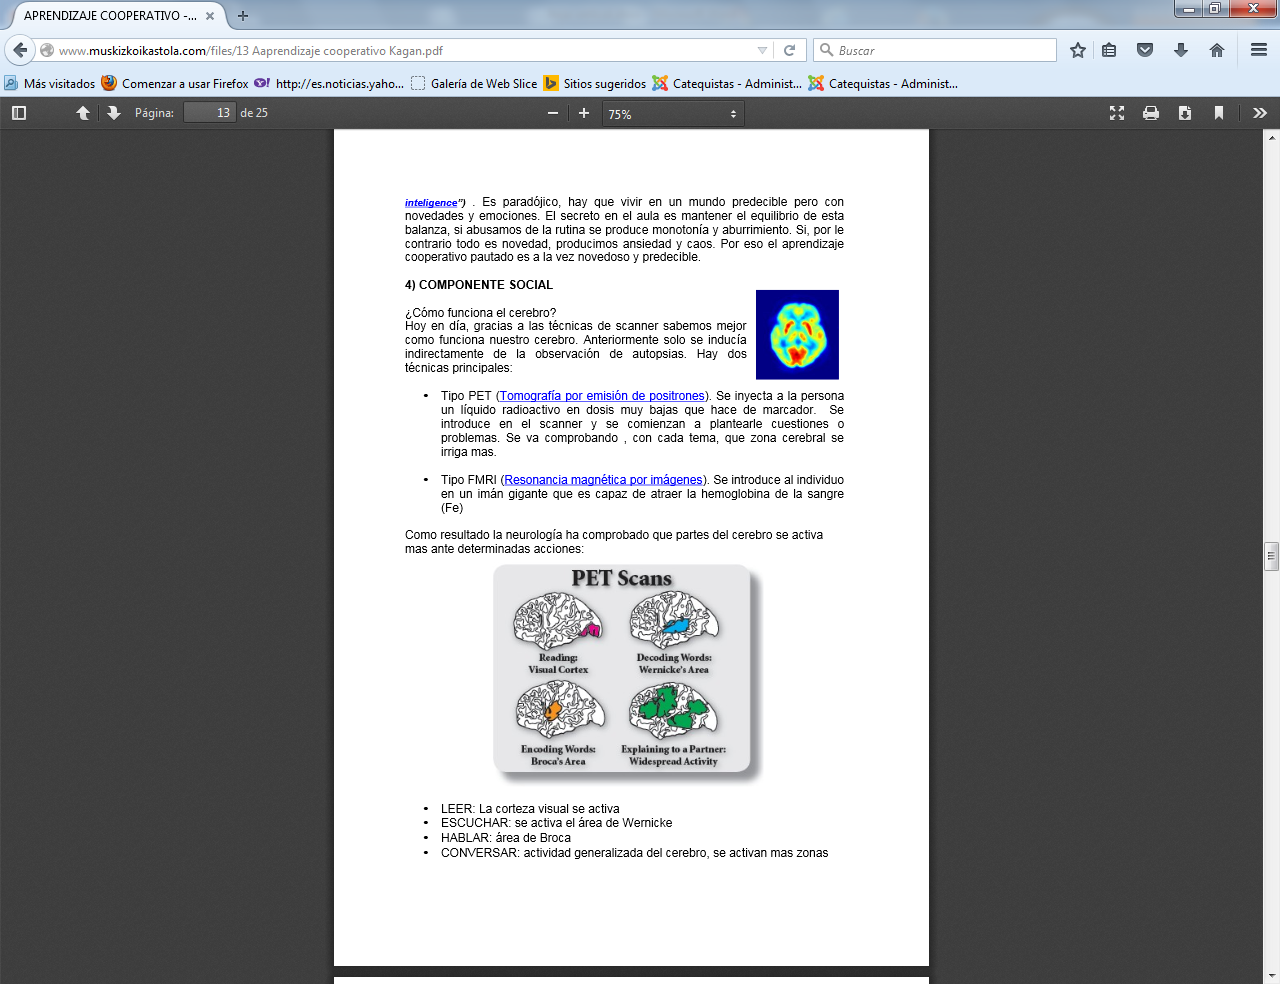 APRENDIZAJE COOPERATIVO -...
www.muskizkoikastola.com/files/13 Aaprendizaje cooperativo Kagan.pdf
Buscar
Más visitados Comenzar a usar Firefox http://es.noticias.yaho... Galería de Web Slice Sitios sugeridos Catequistas - Administ... Catequistas - Administ...
Página: 13 de 25 75%
inteligence") . Es paradójico, hay que vivir en un mundo predecible pero con
novedades y emociones. El secreto en el aula es mantener el equilibrio de esta
balanza, si abusamos de la rutina se produce monotonía y aburrimiento. Si, por le
contrario todo es novedad, producimos ansiedad y caos. Por eso el aprendizaje
cooperativo pautado es a la vez novedoso y predecible.
4) COMPONENTE SOCIAL
¿Cómo funciona el cerebro?
Hoy en día, gracias a las técnicas de scanner sabemos mejor
como funciona nuestro cerebro. Anteriormente solo se inducía
indirectamente de la observación de autopsias. Hay dos
técnicas principales:
• Tipo PET (Tomografía por emisión de positrones). Se inyecta a la persona
un líquido radioactivo en dosis muy bajas que hace de marcador. Se
introduce en el scanner y se comienzan a plantearle cuestiones o
problemas. Se va comprobando , con cada tema, que zona cerebral se
irriga mas.
• Tipo FMRI (Resonancia magnética por imágenes). Se introduce al individuo
en un imán gigante que es capaz de atraer la hemoglobina de la sangre
(Fe)
Como resultado la neurología ha comprobado que partes del cerebro se activa
mas ante determinadas acciones:
PET Scans
Reading:
Visual Cortex
Decoding Words:
Wernicke's Area
Encoding Words:
Broca's Area
Explaining to a Partner:
Widespread Activity
• LEER: La corteza visual se activa
• ESCUCHAR: se activa el área de Wernicke
• HABLAR: área de Broca
• CONVERSAR: actividad generalizada del cerebro, se activan mas zonas